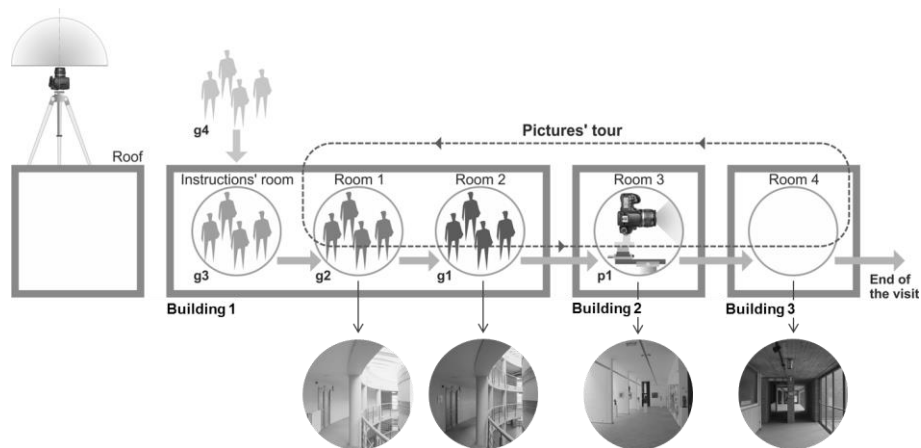 g4
Pictures' tour
Roof
Instructions' room
Room 1
Room 2
Room 3
Room 4
g3
g2
g1
p1
End of
the visit
Building 1
Building 2
Building 3